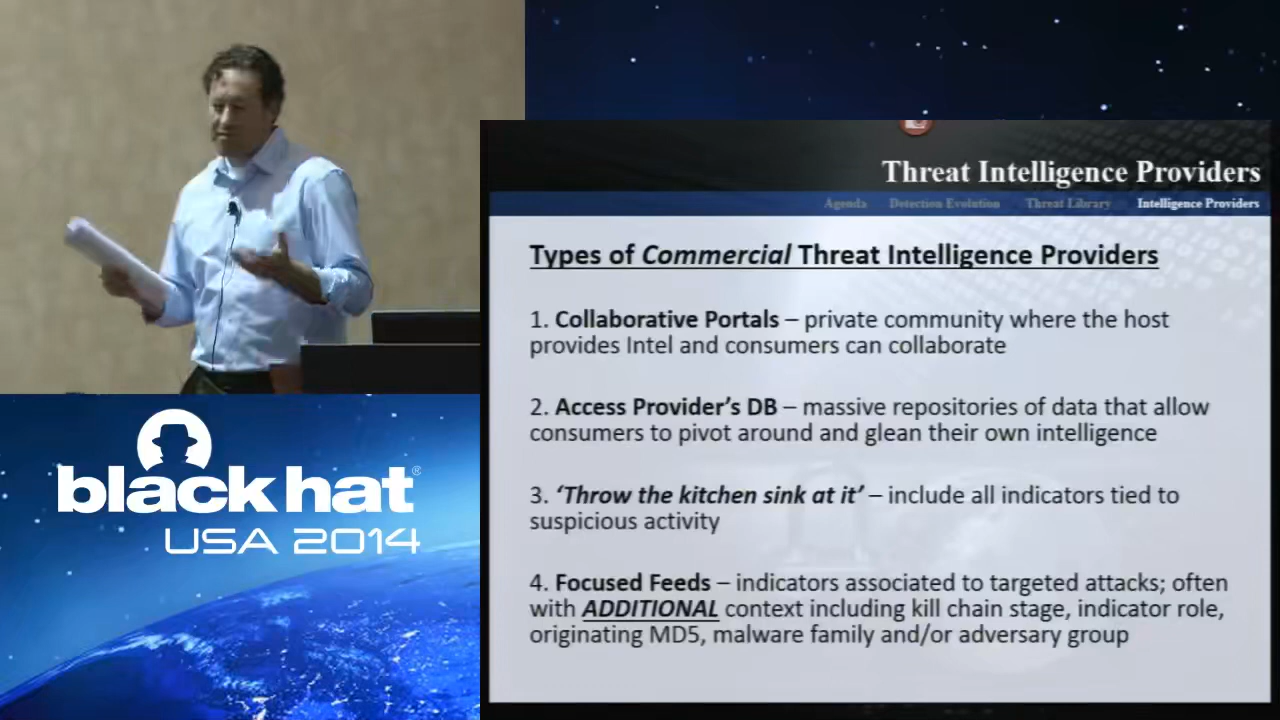 Threat Intelligence Providers
Agenda Detection Evolution Threat Library Intelligence Providers
Types of Commercial Threat Intelligence Providers
1. Collaborative Portals – private community where the host
provides Intel and consumers can collaborate
2. Access Provider’s DB – massive repositories of data that allow
consumers to pivot around and glean their own intelligence
3. ‘Throw the kitchen sink at it’ – include all indicators tied to
suspicious activity
4. Focused Feeds – indicators associated to targeted attacks; often
with ADDITIONAL context including kill chain stage, indicator role,
originating MD5, malware family and/or adversary group
black hat®
USA 2014